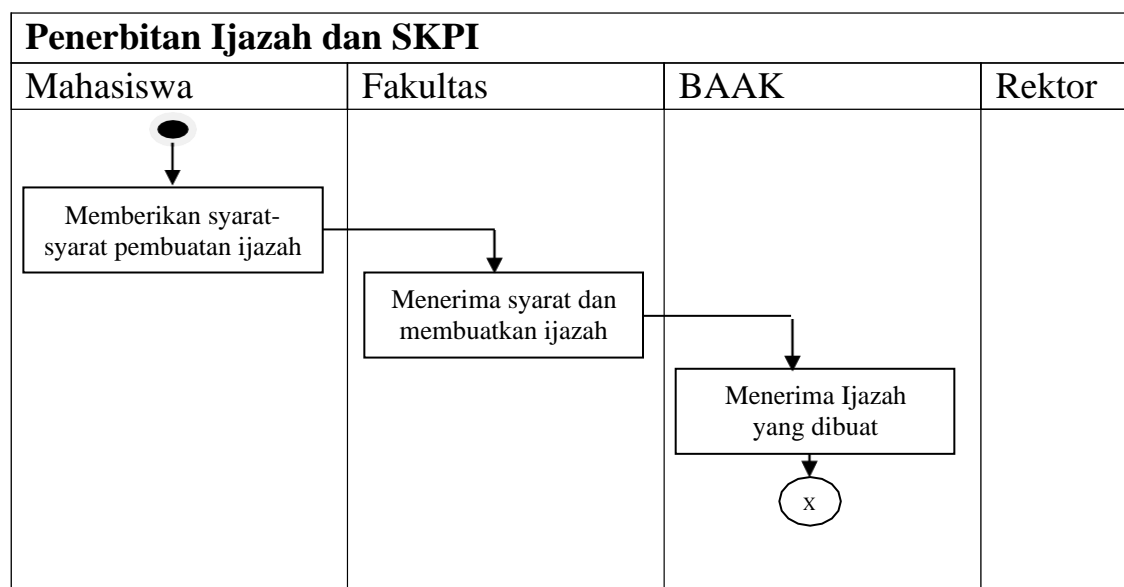 Penerbitan Ijazah dan SKPI
Mahasiswa
Fakultas
BAAK
Rektor
Memberikan syarat-
syarat pembuatan ijazah
Menerima syarat dan
membuatkan ijazah
Menerima Ijazah
yang dibuat
x